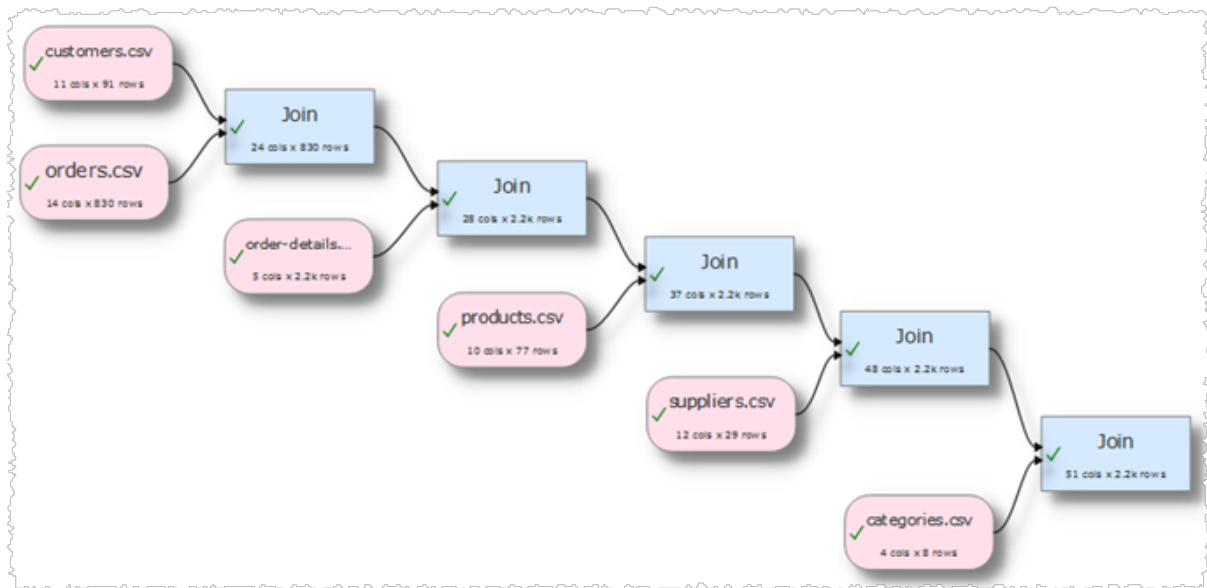 customers.csv
11 cols x 91 rows
Join
24 cols x 830 rows
orders.csv
14 cols x 830 rows
Join
28 cols x 2.2k rows
order-details....
5 cols x 2.2k rows
Join
37 cols x 2.2k rows
products.csv
10 cols x 77 rows
Join
48 cols x 2.2k rows
suppliers.csv
12 cols x 29 rows
Join
51 cols x 2.2k rows
categories.csv
4 cols x 8 rows